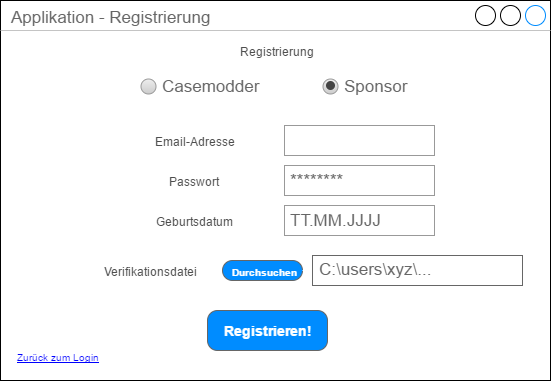 Applikation - Registrierung
Registrierung
Casemodder Sponsor
Email-Adresse
Passwort ********
Geburtsdatum TT.MM.JJJJ
Verifikationsdatei Durchsuchen C:\users\xyz\...
Registrieren!
Zurück zum Login